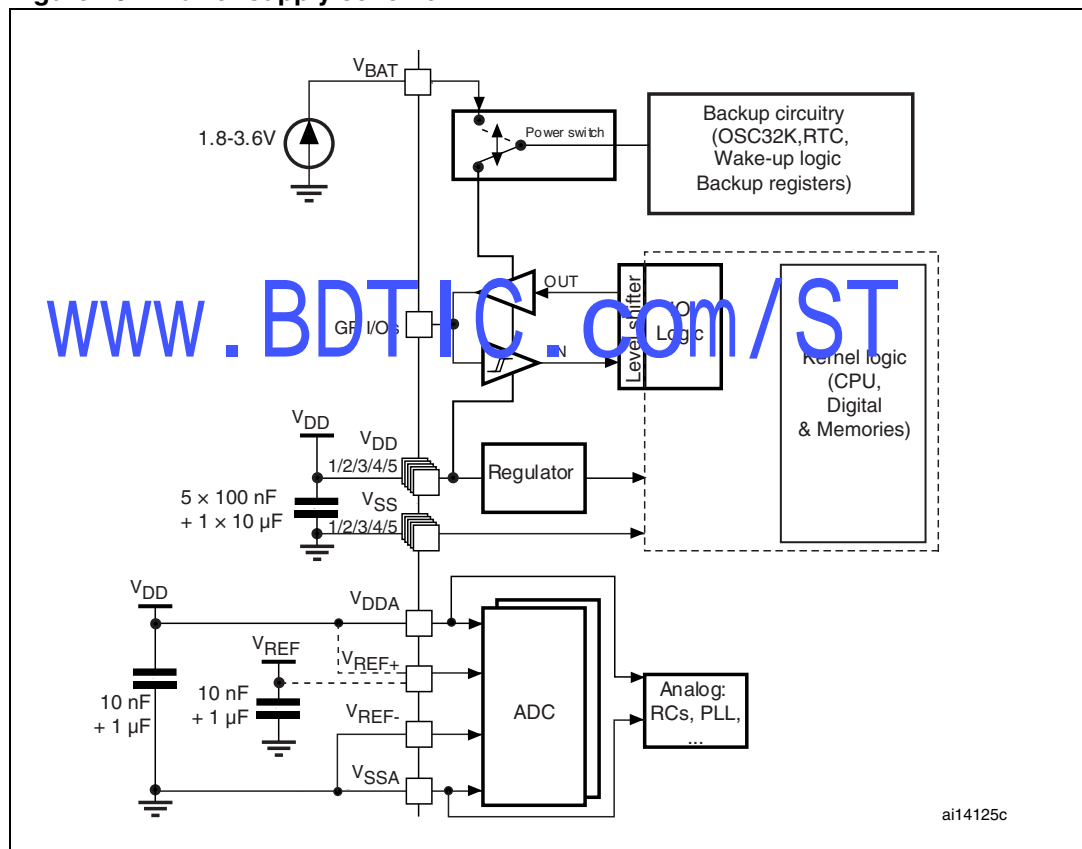 VBAT
1.8-3.6V
Power switch
Backup circuitry
(OSC32K,RTC,
Wake-up logic
Backup registers)
OUT
GP I/Os
IN
Level shifter
IO
Logic
Kernel logic
(CPU,
Digital
& Memories)
www.BDTIC.com/ST
VDD
VDD
1/2/3/4/5
Regulator
5 × 100 nF
+ 1 × 10 µF
VSS
1/2/3/4/5
VDD
VDDA
VREF
VREF+
10 nF
+ 1 µF
10 nF
+ 1 µF
VREF-
ADC
Analog:
RCs, PLL,
...
VSSA
ai14125c